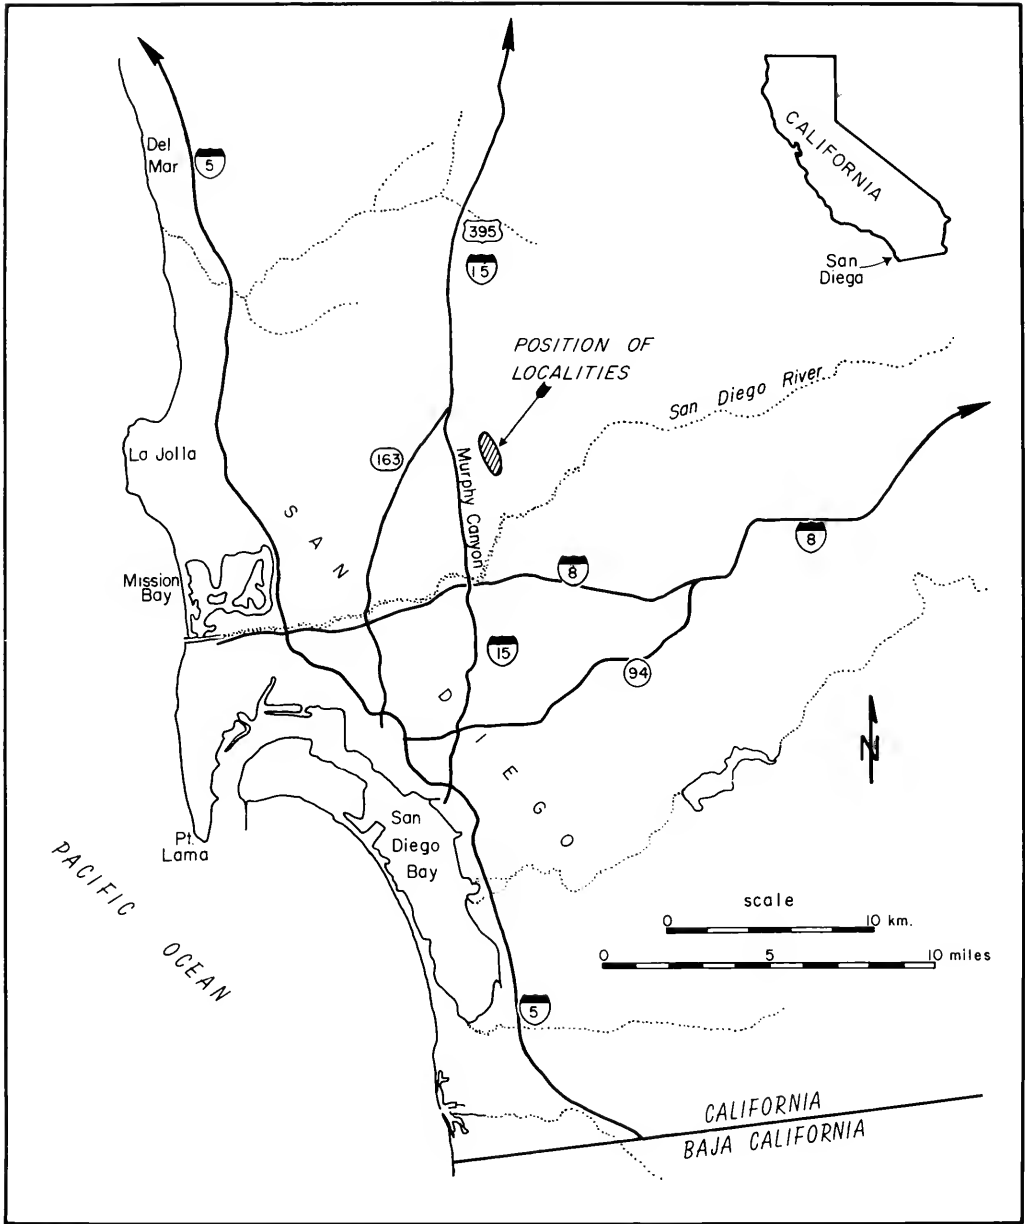 Del
Mar
5
395
15
CALIFORNIA
San
Diega
POSITION OF
LOCALITIES
San Diego River
La Jolla
163
Murphy Canyon
SAN
8
8
Mission
Bay
15
94
DIEGO
N
San
Diego
Bay
Pt.
Lama
PACIFIC OCEAN
scale
0 10 km.
0 5 10 miles
5
CALIFORNIA
BAJA CALIFORNIA